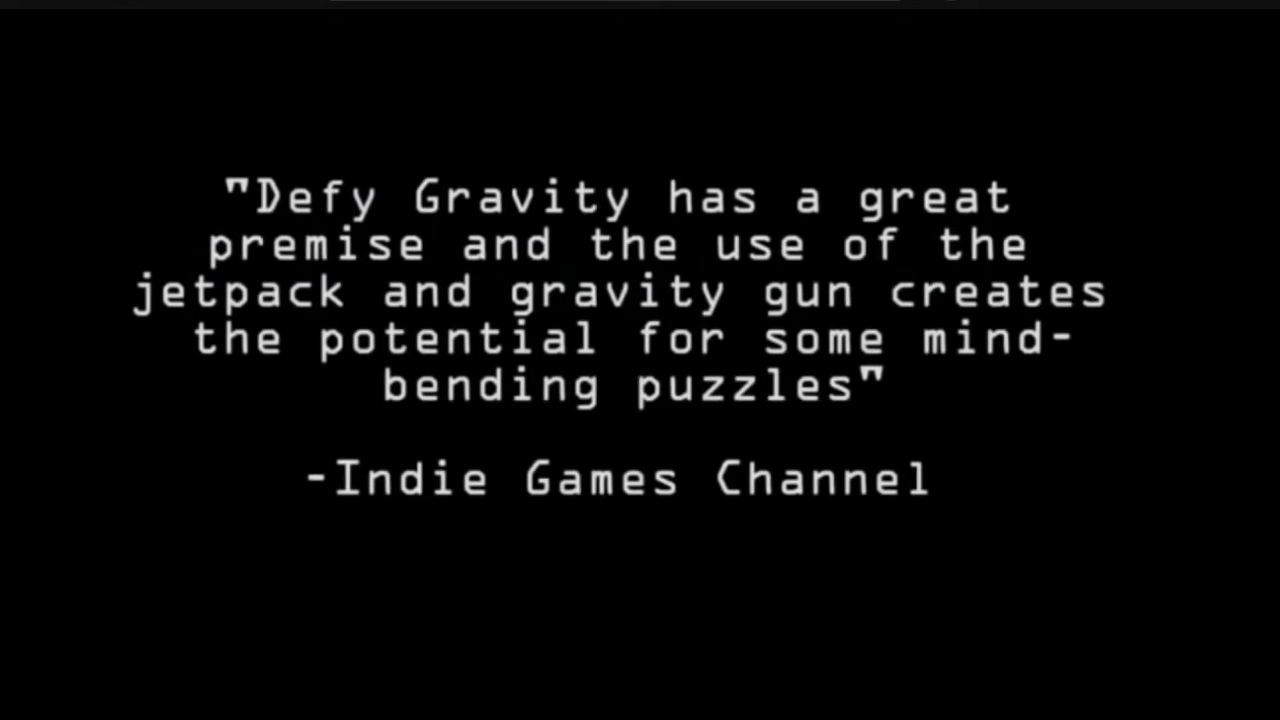 "Defy Gravity has a great
premise and the use of the
jetpack and gravity gun creates
the potential for some mind-
bending puzzles"
-Indie Games Channel